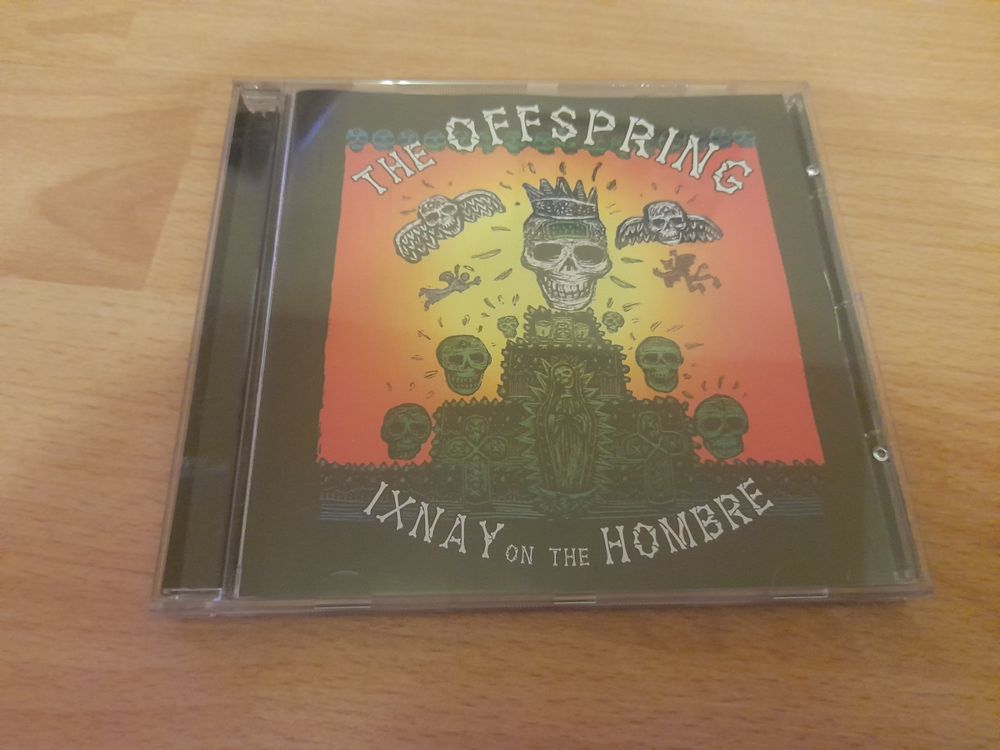 THE OFFSPRING
IXNAY ON THE HOMBRE